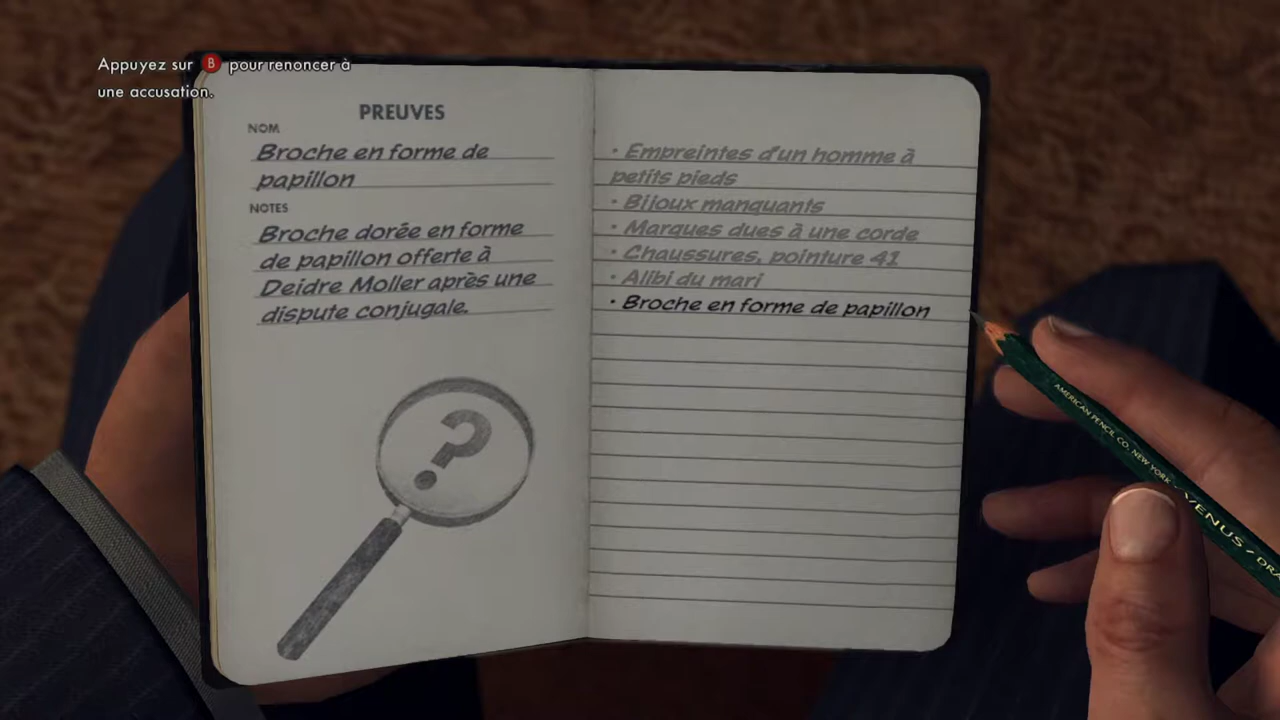 Appuyez sur B pour renoncer à
une accusation.
PREUVES
NOM
Broche en forme de
papillon
NOTES
Broche dorée en forme
de papillon offerte à
Deidre Moller après une
dispute conjugale.
?
• Empreintes d'un homme à
petits pieds
• Bijoux manquants
• Marques dues à une corde
• Chaussures, pointure 41
• Alibi du mari
• Broche en forme de papillon
AMERICAN PENCIL CO. NEW YORK
VENUS / DRA